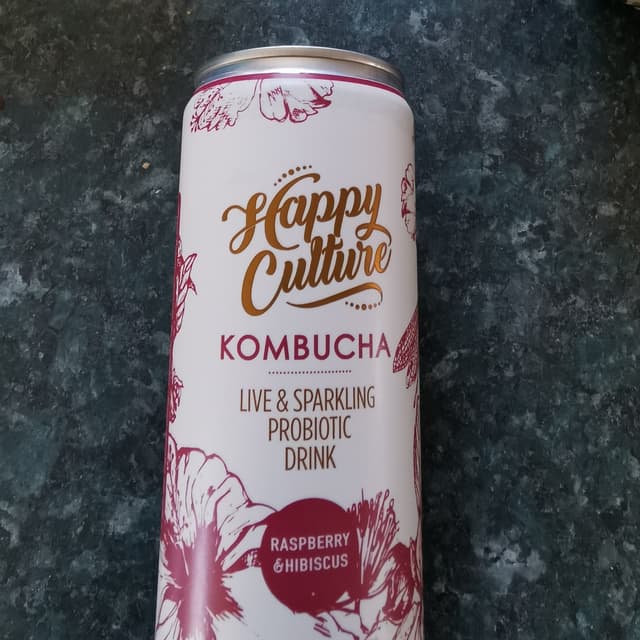 Happy
Culture
KOMBUCHA
LIVE & SPARKLING
PROBIOTIC
DRINK
RASPBERRY
&HIBISCUS